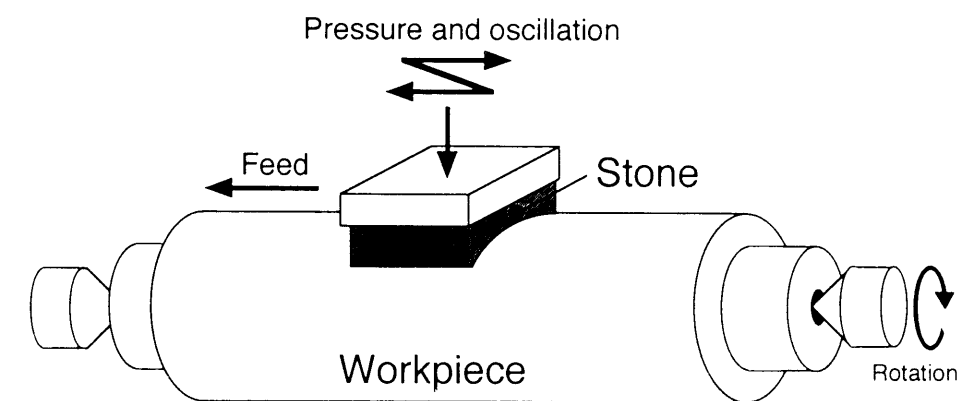 Pressure and oscillation
Feed
Stone
Workpiece
Rotation